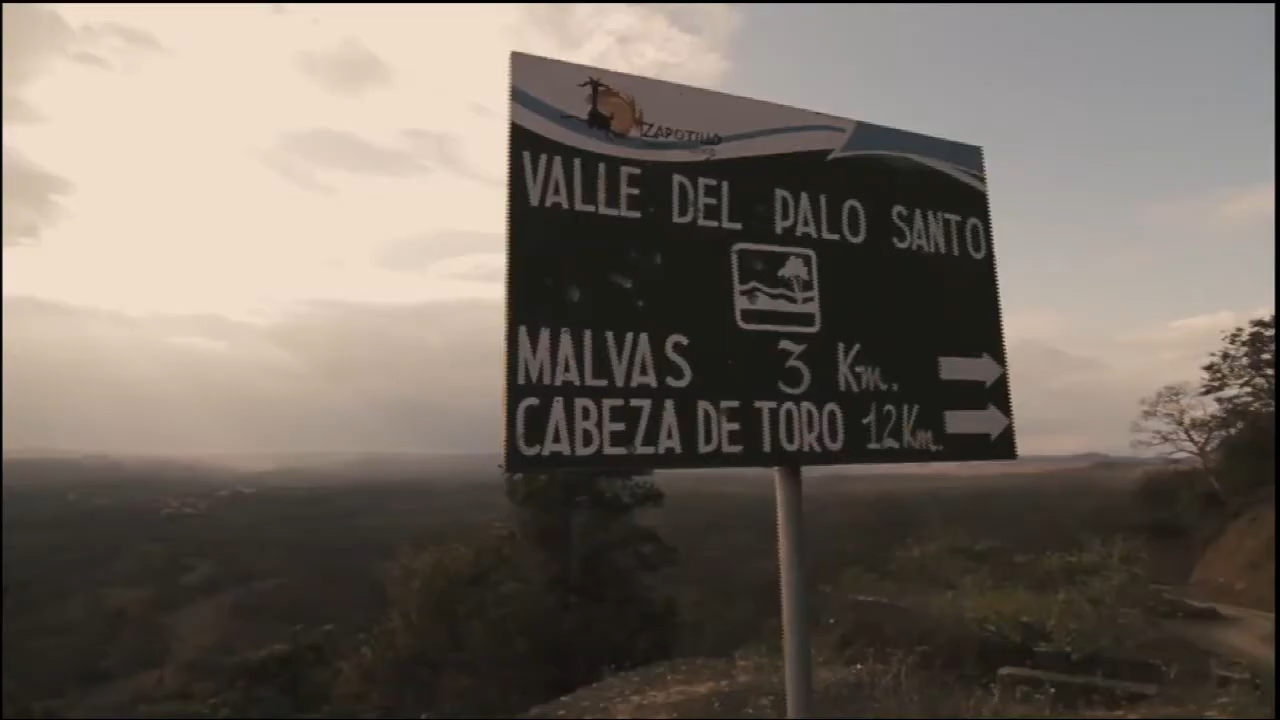 ZAPOTILLO
VALLE DEL PALO SANTO
MALVAS 3 Km.
CABEZA DE TORO 12 Km.